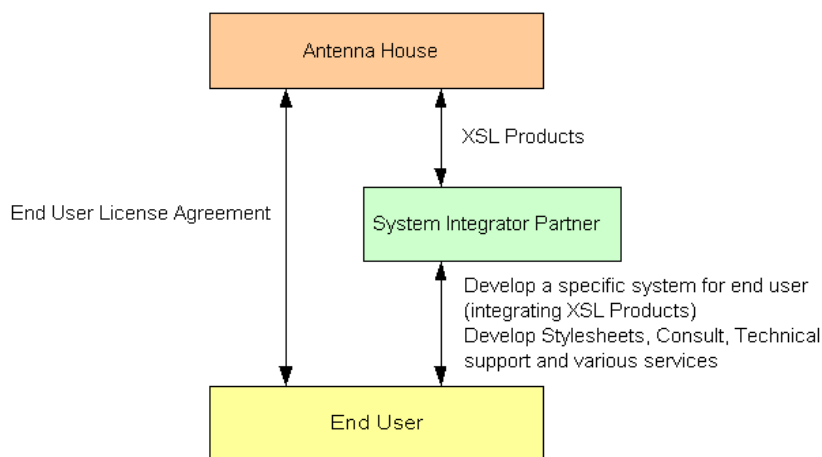 Antenna House
XSL Products
End User License Agreement
System Integrator Partner
Develop a specific system for end user
(integrating XSL Products)
Develop Stylesheets, Consult, Technical
support and various services
End User